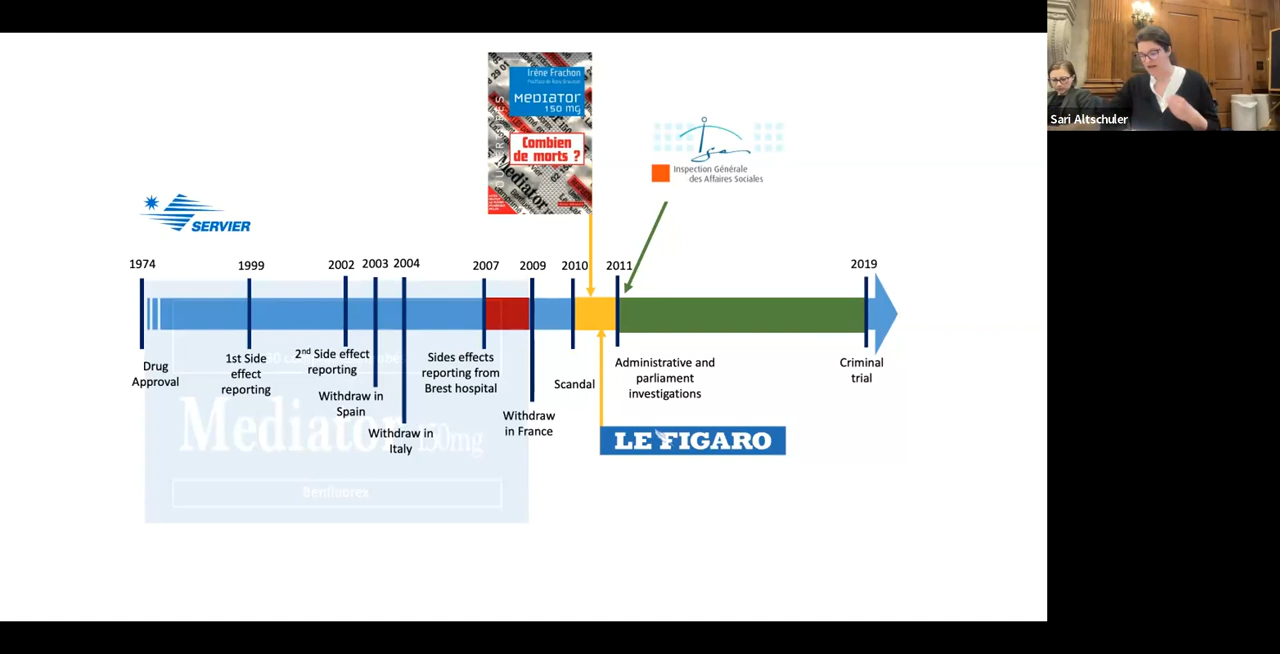 Irène Frachon
MEDIATOR
150 mg
Combien
de morts ?
Mediator
Inspection Générale
des Affaires Sociales
SERVIER
1974
1999
2002
2003
2004
2007
2009
2010
2011
2019
Drug
Approval
1st Side
effect
reporting
2nd Side effect
reporting
Withdraw in
Spain
Withdraw in
Italy
Sides effects
reporting from
Brest hospital
Withdraw
in France
Scandal
Administrative and
parliament
investigations
Criminal
trial
LE FIGARO
Mediator 150mg
Benfluorex
Sari Altschuler